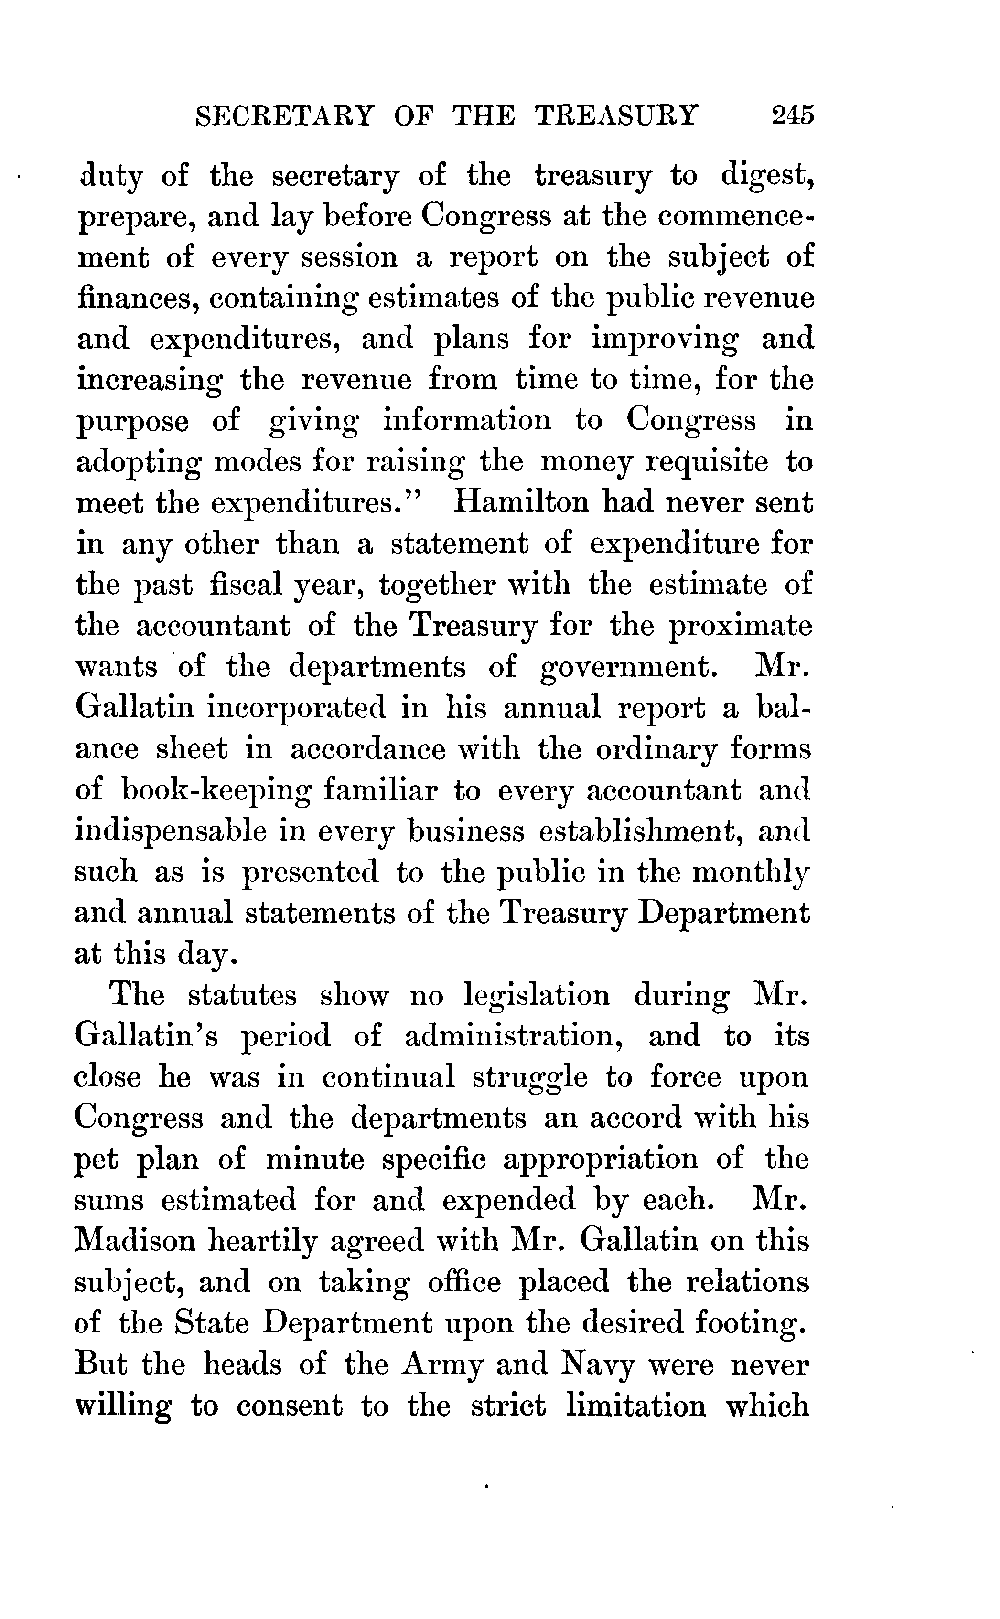 SECRETARY OF THE TREASURY 245
duty of the secretary of the treasury to digest,
prepare, and lay before Congress at the commence-
ment of every session a report on the subject of
finances, containing estimates of the public revenue
and expenditures, and plans for improving and
increasing the revenue from time to time, for the
purpose of giving information to Congress in
adopting modes for raising the money requisite to
meet the expenditures." Hamilton had never sent
in any other than a statement of expenditure for
the past fiscal year, together with the estimate of
the accountant of the Treasury for the proximate
wants of the departments of government. Mr.
Gallatin incorporated in his annual report a bal-
ance sheet in accordance with the ordinary forms
of book-keeping familiar to every accountant and
indispensable in every business establishment, and
such as is presented to the public in the monthly
and annual statements of the Treasury Department
at this day.
The statutes show no legislation during Mr.
Gallatin's period of administration, and to its
close he was in continual struggle to force upon
Congress and the departments an accord with his
pet plan of minute specific appropriation of the
sums estimated for and expended by each. Mr.
Madison heartily agreed with Mr. Gallatin on this
subject, and on taking office placed the relations
of the State Department upon the desired footing.
But the heads of the Army and Navy were never
willing to consent to the strict limitation which